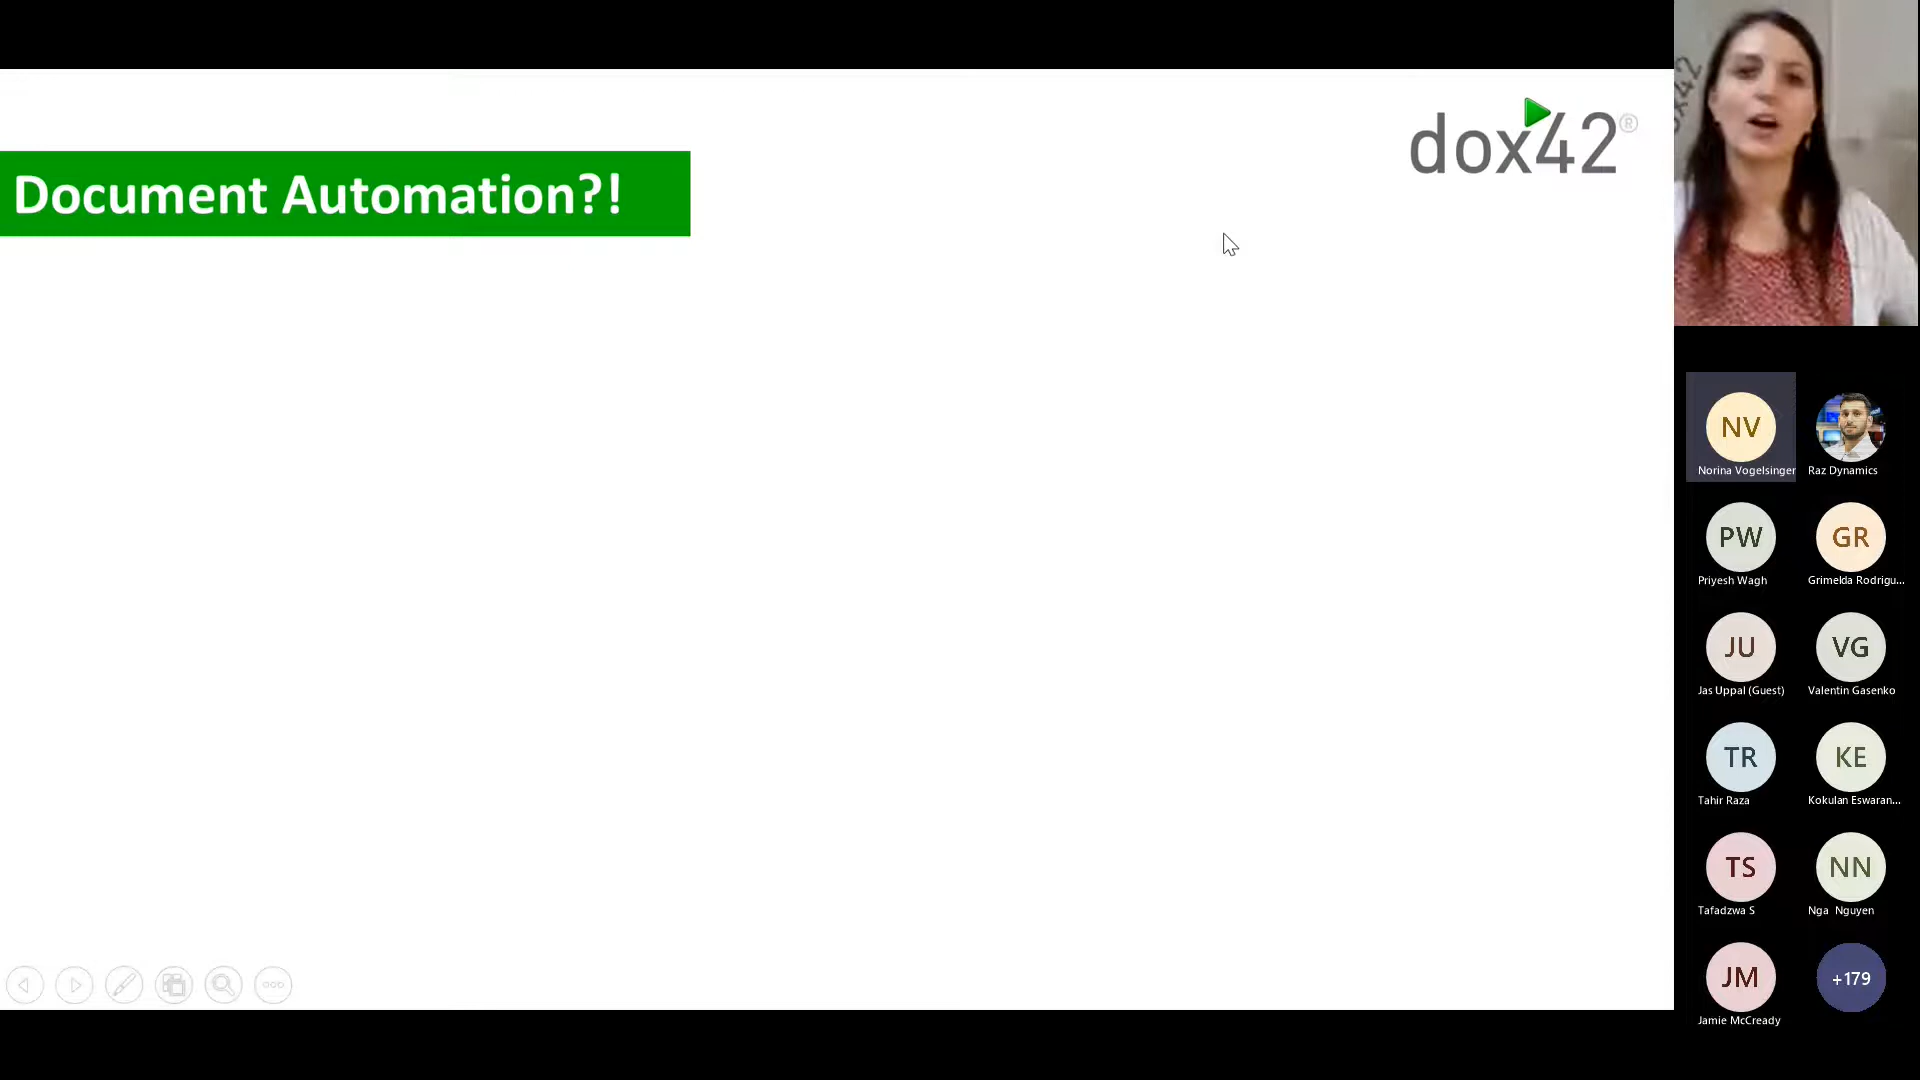 dox42®
Document Automation?!
x42
NV
Norina Vogelsinger
Raz Dynamics
PW
Priyesh Wagh
GR
Grimelda Rodrigu...
JU
Jas Uppal (Guest)
VG
Valentin Gasenko
TR
Tahir Raza
KE
Kokulan Eswaran...
TS
Tafadzwa S
NN
Nga Nguyen
JM
Jamie McCready
+179